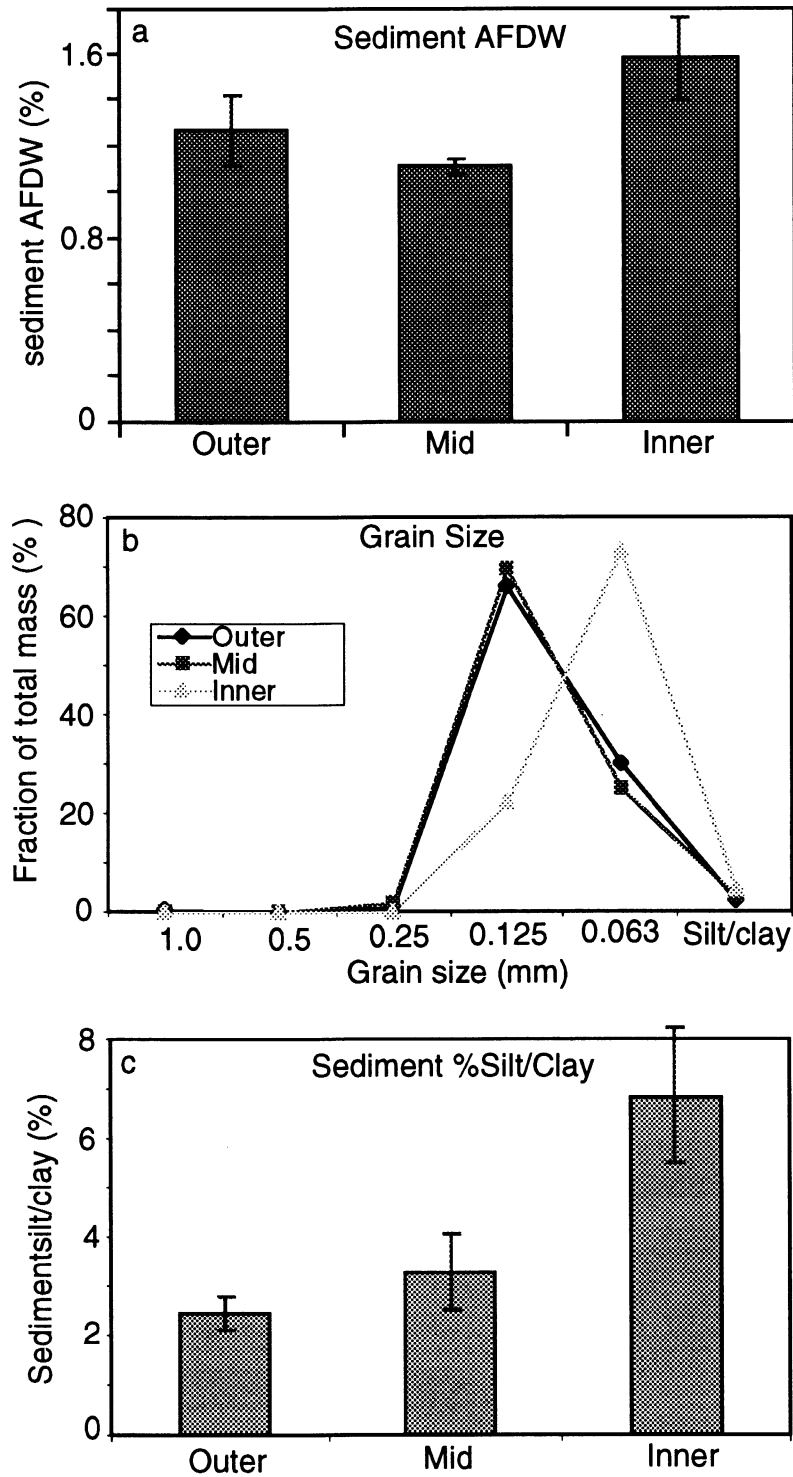 a
Sediment AFDW
sediment AFDW (%)
1.6
0.8
0
Outer Mid Inner
b
Grain Size
Fraction of total mass (% )
80
60
40
20
0
Outer
Mid
Inner
1.0 0.5 0.25 0.125 0.063 Silt/clay
Grain size (mm)
c
Sediment %Silt/Clay
Sedimentsilt/clay (%)
8
6
4
2
0
Outer Mid Inner